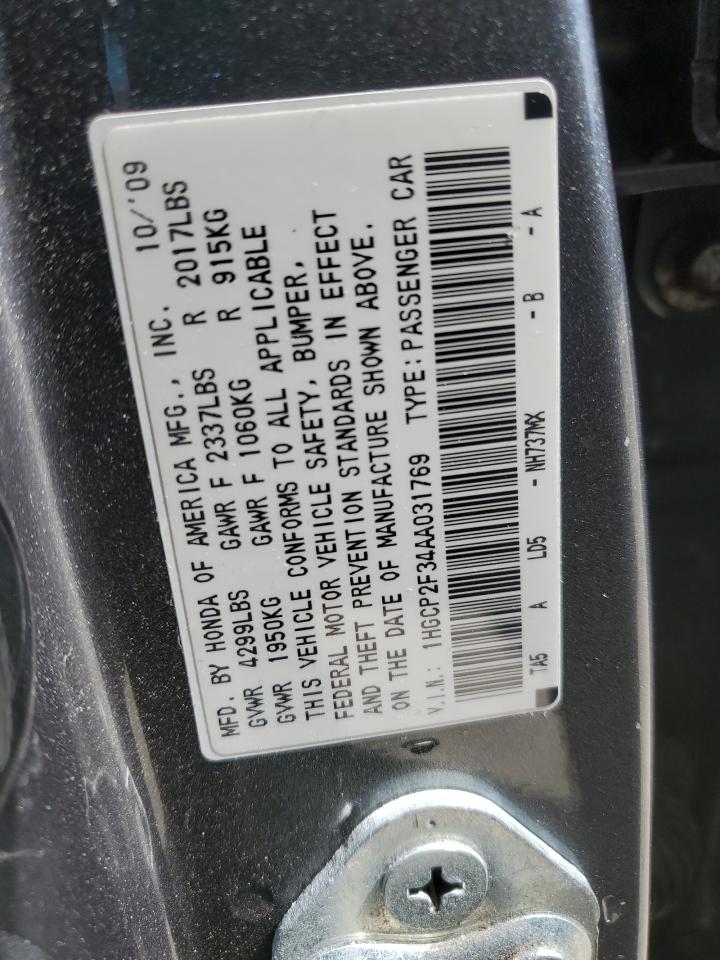 MFD. BY HONDA OF AMERICA MFG., INC. 10/'09
GVWR 4299LBS GAWR F 2337LBS R 2017LBS
GVWR 1950KG GAWR F 1060KG R 915KG
THIS VEHICLE CONFORMS TO ALL APPLICABLE
FEDERAL MOTOR VEHICLE SAFETY, BUMPER,
AND THEFT PREVENTION STANDARDS IN EFFECT
ON THE DATE OF MANUFACTURE SHOWN ABOVE.
V.I.N.: 1HGCP2F34AA031769 TYPE: PASSENGER CAR
TA5 A LD5 - NH737MX - B - A